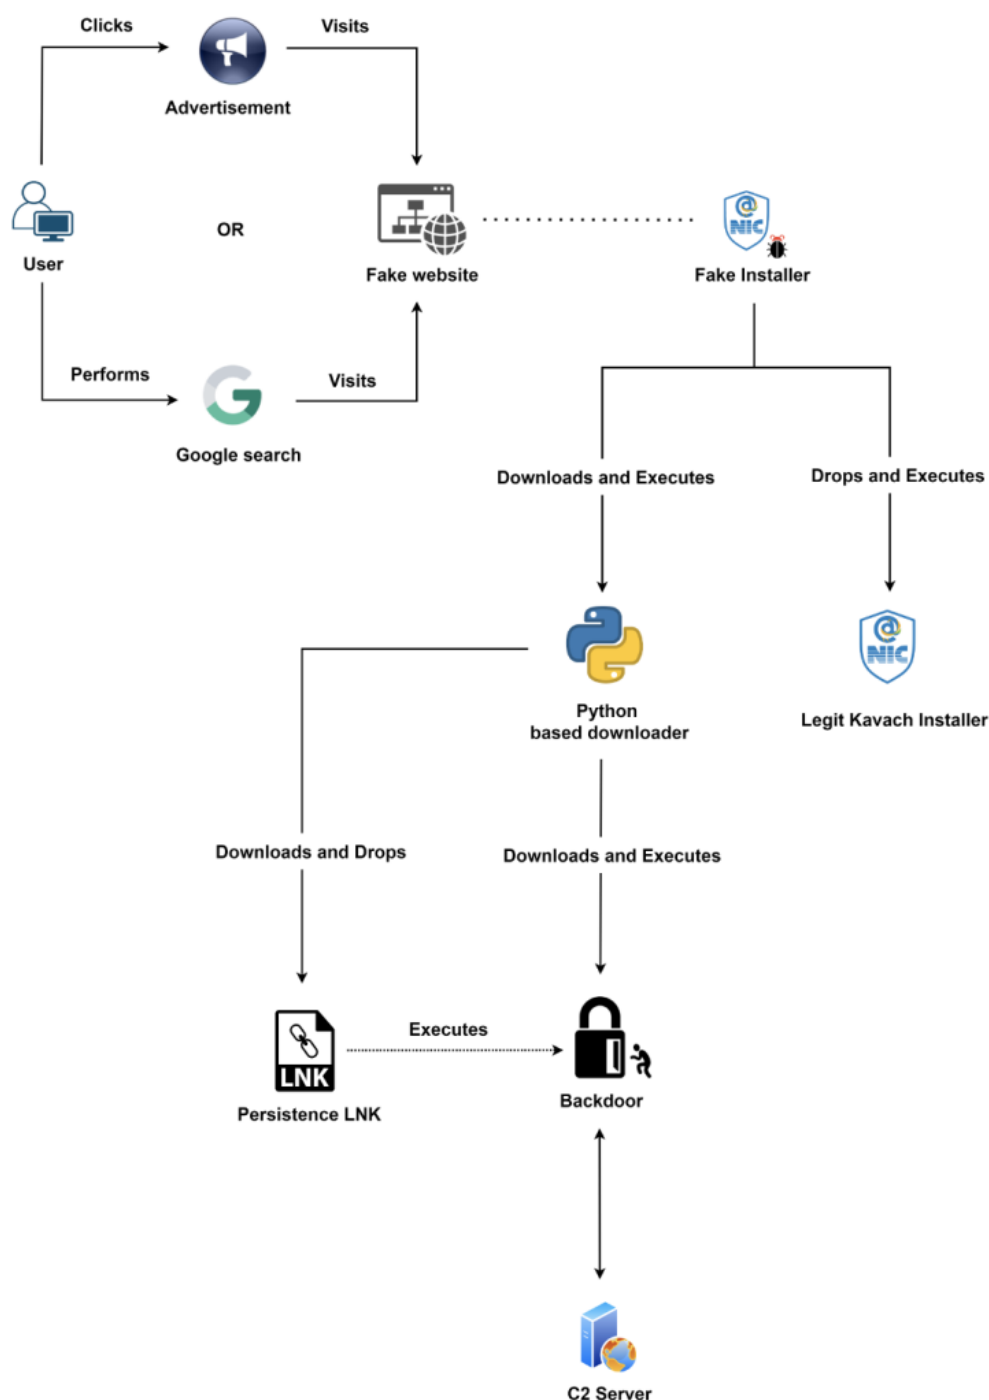 Clicks
Visits
Advertisement
OR
User
Fake website
@
NIC
Fake Installer
Performs
Visits
Google search
Downloads and Executes
Drops and Executes
@
NIC
Python
based downloader
Legit Kavach Installer
Downloads and Drops
Downloads and Executes
LNK
Executes
Persistence LNK
Backdoor
C2 Server